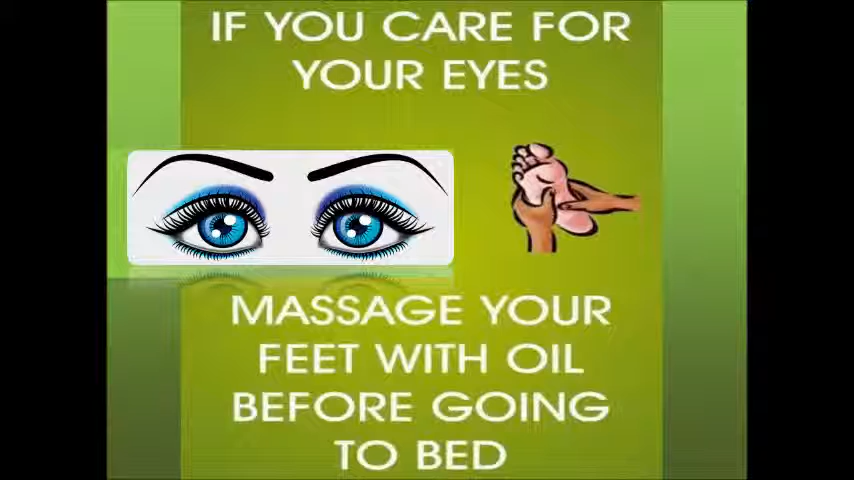 IF YOU CARE FOR
YOUR EYES
MASSAGE YOUR
FEET WITH OIL
BEFORE GOING
TO BED